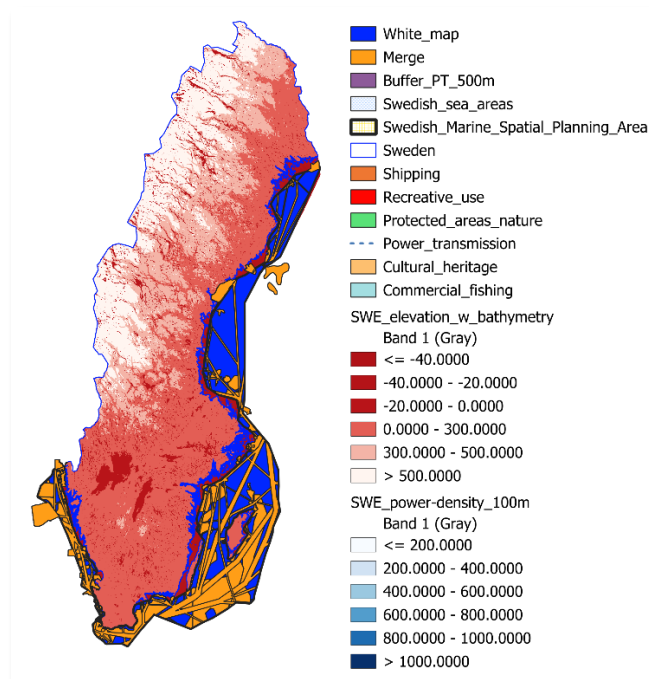 White_map
Merge
Buffer_PT_500m
Swedish_sea_areas
Swedish_Marine_Spatial_Planning_Area
Sweden
Shipping
Recreative_use
Protected_areas_nature
Power_transmission
Cultural_heritage
Commercial_fishing
SWE_elevation_w_bathymetry
Band 1 (Gray)
<= -40.0000
-40.0000 - -20.0000
-20.0000 - 0.0000
0.0000 - 300.0000
300.0000 - 500.0000
> 500.0000
SWE_power-density_100m
Band 1 (Gray)
<= 200.0000
200.0000 - 400.0000
400.0000 - 600.0000
600.0000 - 800.0000
800.0000 - 1000.0000
> 1000.0000